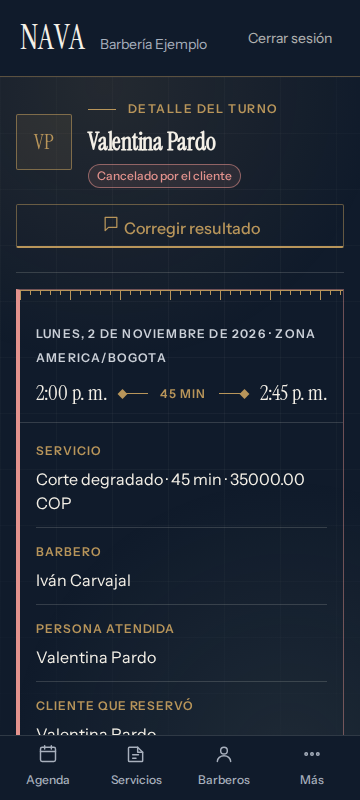 NAVA Barbería Ejemplo Cerrar sesión
DETALLE DEL TURNO
VP
Valentina Pardo
Cancelado por el cliente
Corregir resultado
LUNES, 2 DE NOVIEMBRE DE 2026 · ZONA
AMERICA/BOGOTA
2:00 p. m. 45 MIN 2:45 p. m.
SERVICIO
Corte degradado · 45 min · 35000.00
COP
BARBERO
Iván Carvajal
PERSONA ATENDIDA
Valentina Pardo
CLIENTE QUE RESERVÓ
Valentina Pardo
Agenda Servicios Barberos Más